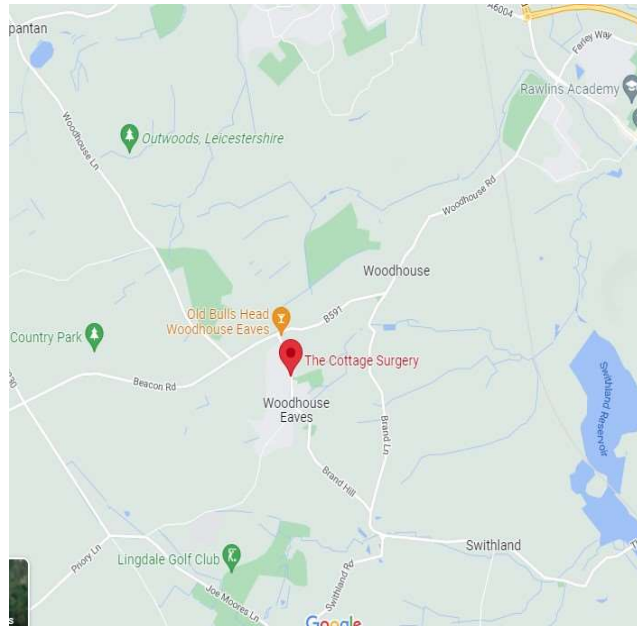 pantan
A6004
Farley Way
Rawlins Academy
Woodhouse Ln
Outwoods, Leicestershire
Woodhouse Rd
Woodhouse
Old Bulls Head
Woodhouse Eaves
B591
Country Park
The Cottage Surgery
Beacon Rd
Woodhouse
Eaves
Swithland Reservoir
Brand Ln
Brand Hill
Swithland
Priory Ln
Lingdale Golf Club
Joe Moores Ln
Swithland Rd
Google